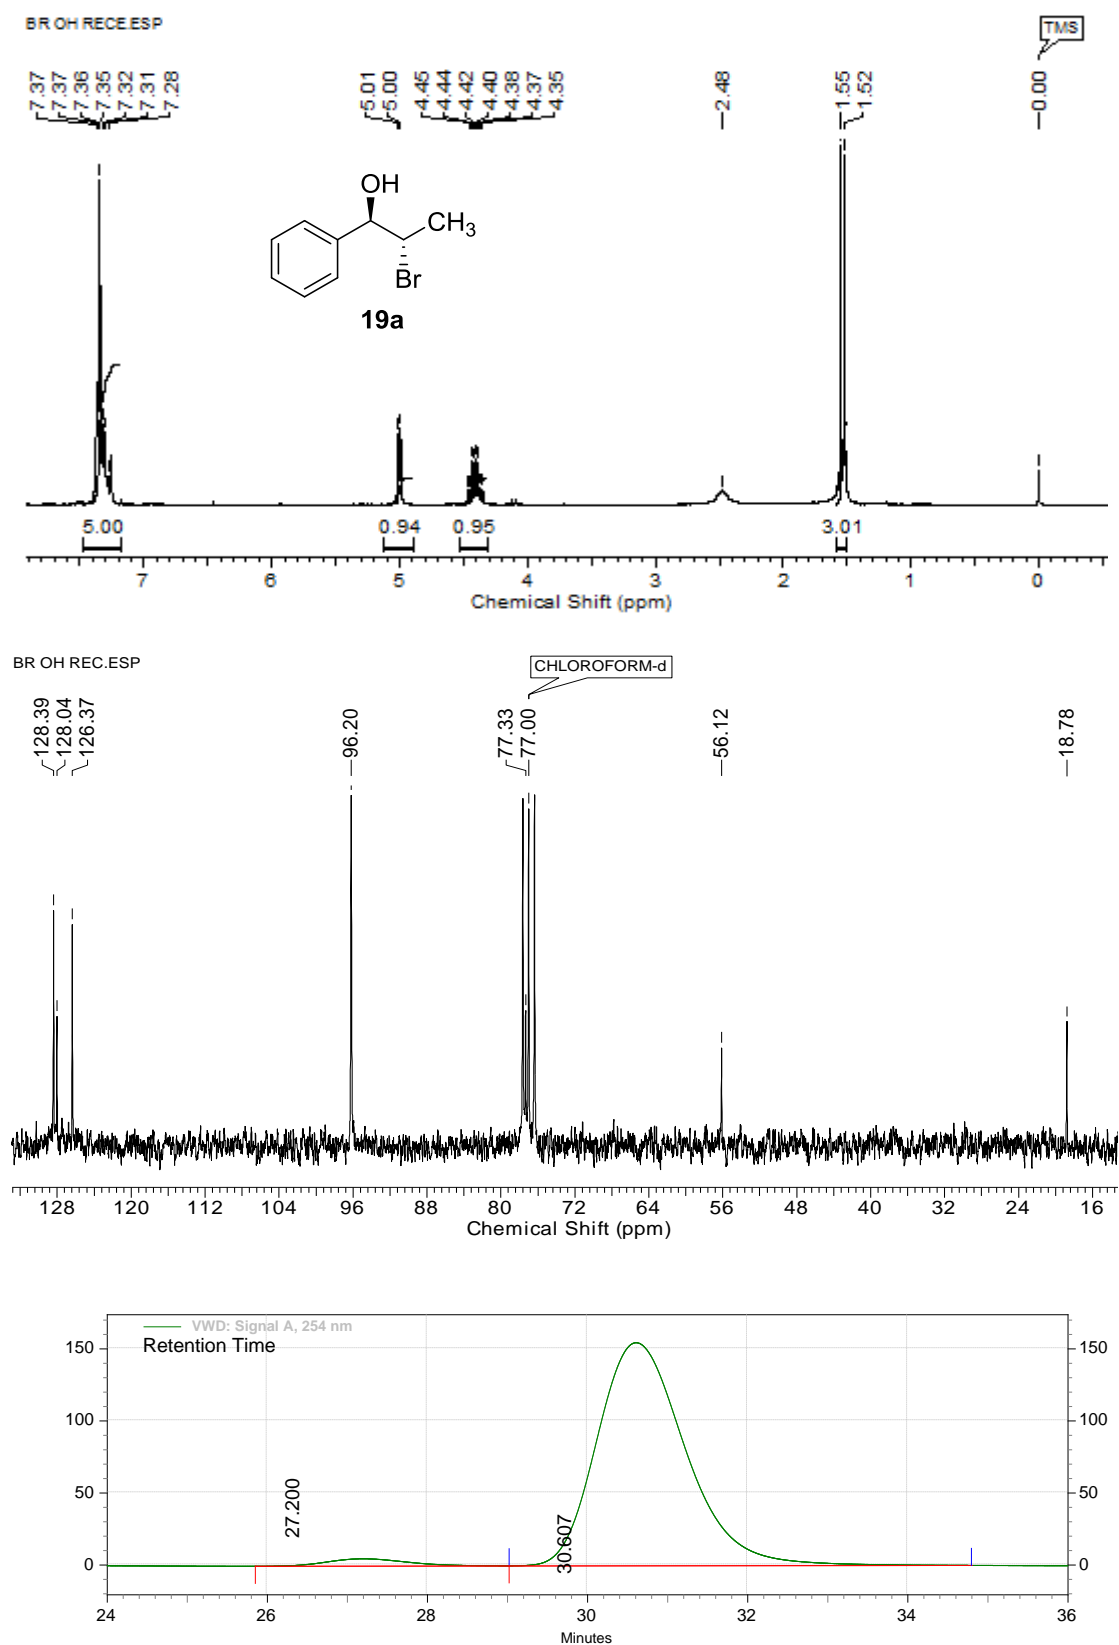 BR OH RECE.ESP
TMS
7.37
7.37
7.36
7.35
7.32
7.31
7.28
5.01
5.00
4.45
4.44
4.42
4.40
4.38
4.37
4.35
2.48
1.55
1.52
0.00
OH
CH3
Br
19a
5.00
0.94
0.95
3.01
7 6 5 4 3 2 1 0
Chemical Shift (ppm)
BR OH REC.ESP
CHLOROFORM-d
128.39
128.04
126.37
96.20
77.33
77.00
56.12
18.78
128 120 112 104 96 88 80 72 64 56 48 40 32 24 16
Chemical Shift (ppm)
VWD: Signal A, 254 nm
Retention Time
150 150
100 100
50 50
0 0
27.200
30.607
24 26 28 30 32 34 36
Minutes